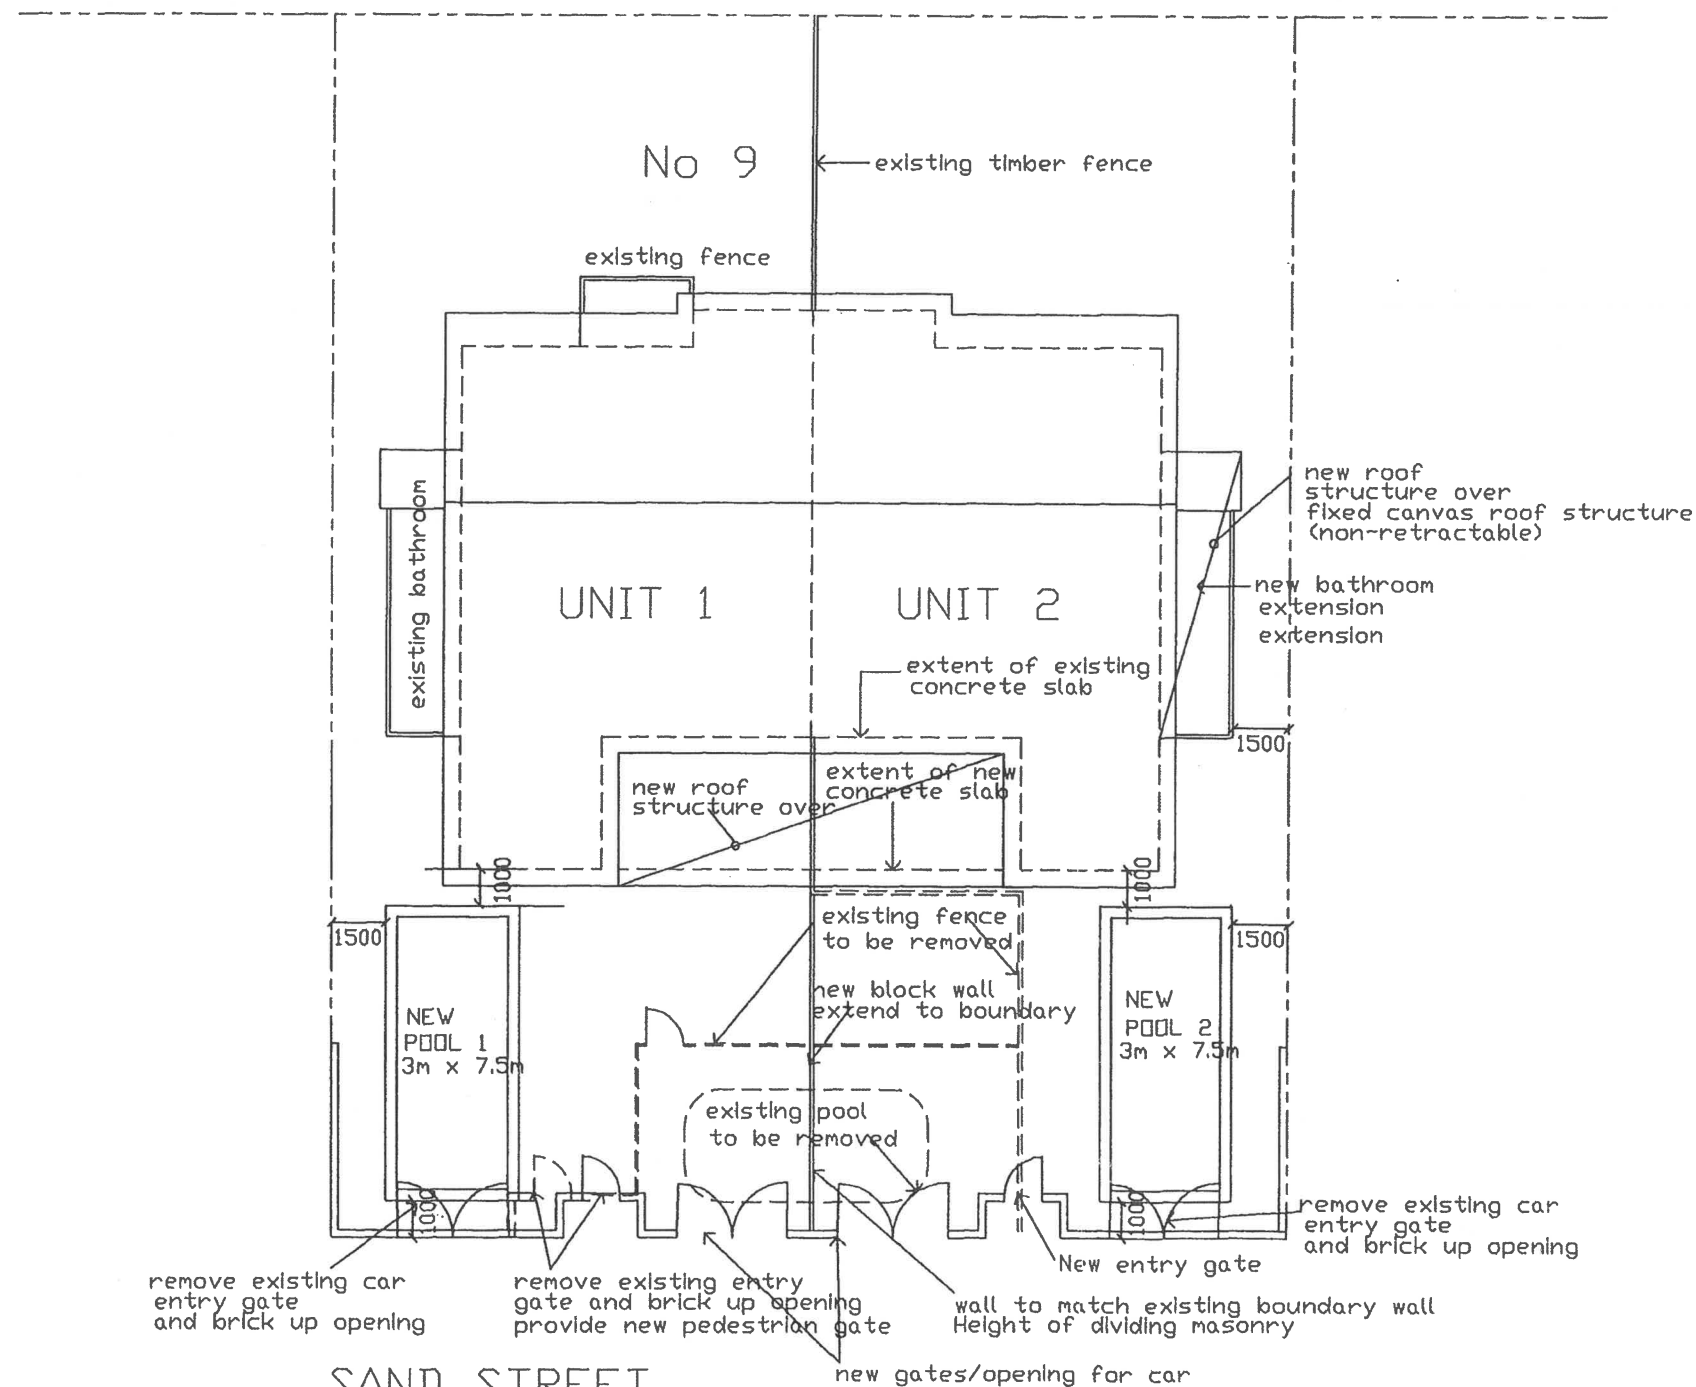 No 9
existing timber fence
existing fence
new roof
structure over
fixed canvas roof structure
(non-retractable)
existing bathroom
new bathroom
extension
extension
UNIT 1
UNIT 2
extent of existing
concrete slab
1500
new roof
structure over
extent of new
concrete slab
1000
1000
1500
existing fence
to be removed
1500
new block wall
extend to boundary
NEW
POOL 1
3m x 7.5m
NEW
POOL 2
3m x 7.5m
existing pool
to be removed
1000
1000
remove existing car
entry gate
and brick up opening
New entry gate
remove existing car
entry gate
and brick up opening
remove existing entry
gate and brick up opening
provide new pedestrian gate
wall to match existing boundary wall
Height of dividing masonry
new gates/opening for car
SAND STREET